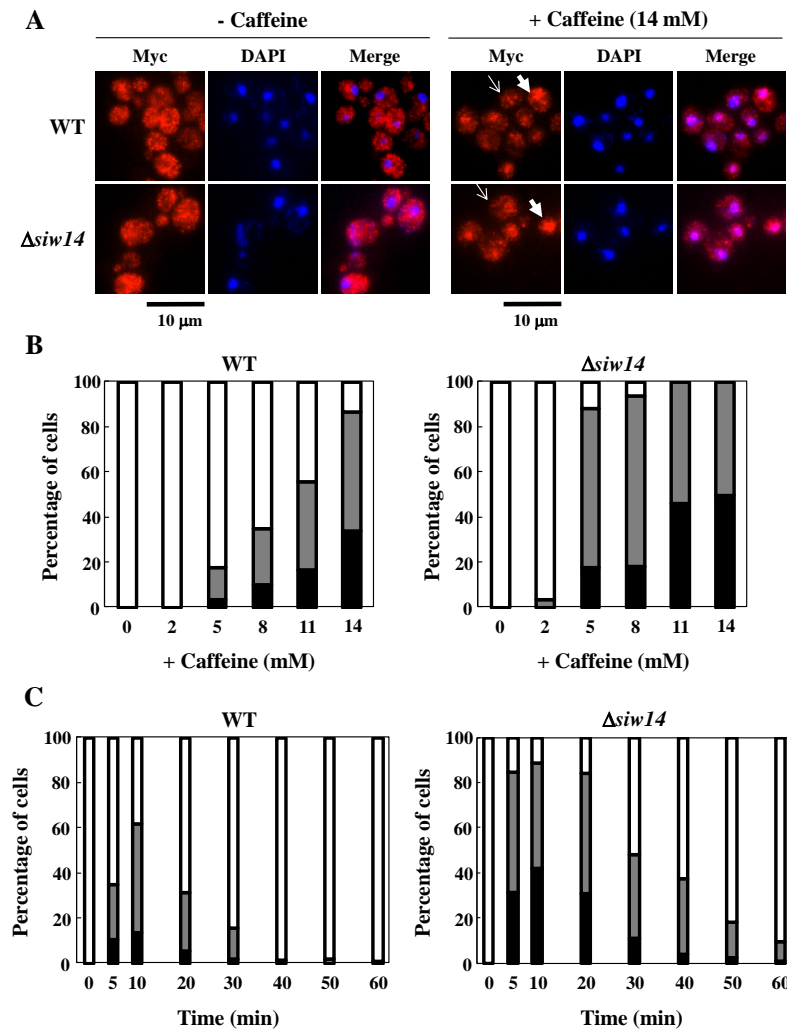 A
- Caffeine
+ Caffeine (14 mM)
Myc DAPI Merge
Myc DAPI Merge
WT
Δsiw14
10 μm
10 μm
B
WT
Percentage of cells
100
80
60
40
20
0
0 2 5 8 11 14
+ Caffeine (mM)
Δsiw14
Percentage of cells
100
80
60
40
20
0
0 2 5 8 11 14
+ Caffeine (mM)
C
WT
Percentage of cells
100
80
60
40
20
0
0 5 10 20 30 40 50 60
Time (min)
Δsiw14
Percentage of cells
100
80
60
40
20
0
0 5 10 20 30 40 50 60
Time (min)